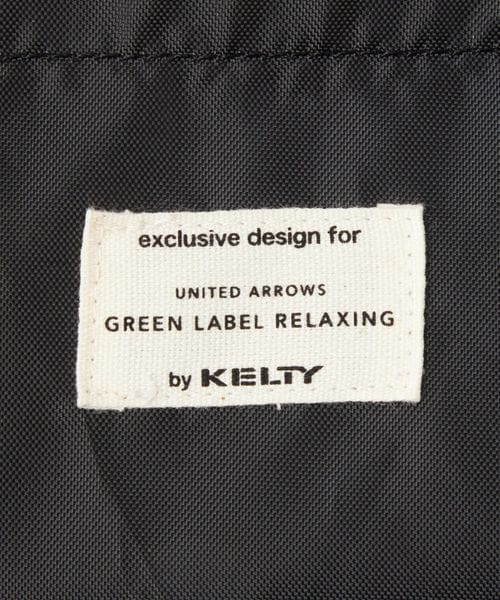 exclusive design for
UNITED ARROWS
GREEN LABEL RELAXING
by KELTY